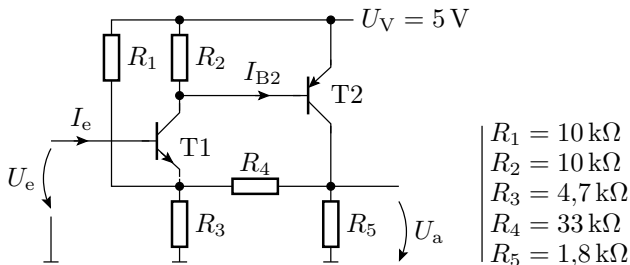 U_V = 5 V
R_1
R_2
I_B2
T2
I_e
T1
R_4
U_e
R_3
R_5
U_a
R_1 = 10 kΩ
R_2 = 10 kΩ
R_3 = 4,7 kΩ
R_4 = 33 kΩ
R_5 = 1,8 kΩ